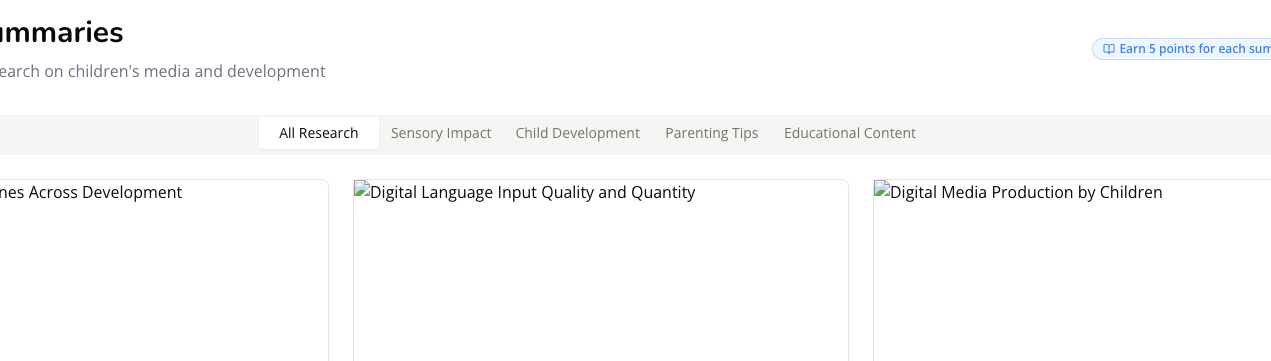 ummaries
earch on children's media and development
Earn 5 points for each sum
All Research
Sensory Impact
Child Development
Parenting Tips
Educational Content
nes Across Development
Digital Language Input Quality and Quantity
Digital Media Production by Children